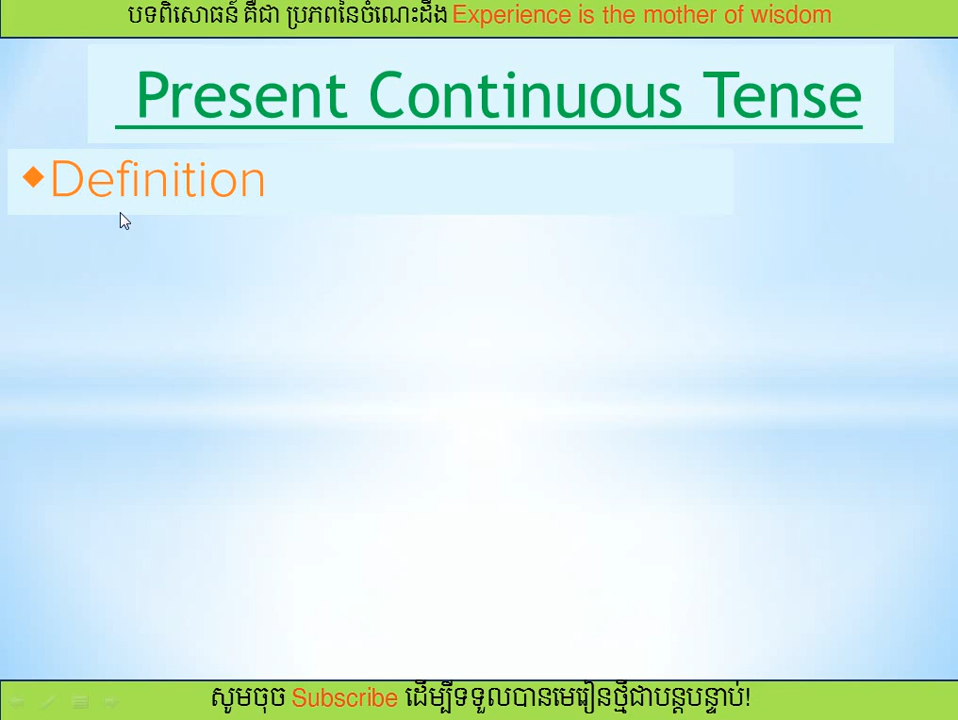 បទពិសោធន៍ គឺជា ប្រភពនៃចំណេះដឹង Experience is the mother of wisdom
Present Continuous Tense
◆Definition
សូមចុច Subscribe ដើម្បីទទួលបានមេរៀនថ្មីជាបន្តបន្ទាប់!